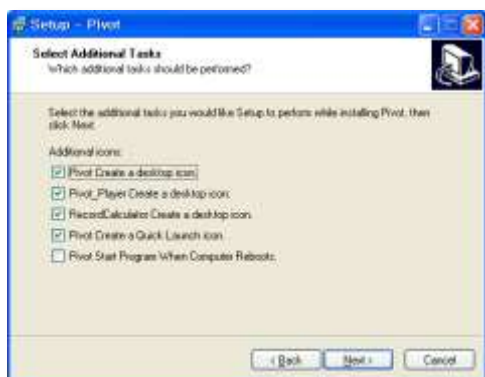 Setup - Pivot
Select Additional Tasks
Which additional tasks should be performed?
Select the additional tasks you would like Setup to perform while installing Pivot, then
click Next.
Additional icons:
Pivot Create a desktop icon.
Pivot_Player Create a desktop icon.
RecordCalculator Create a desktop icon.
Pivot Create a Quick Launch icon.
Pivot Start Program When Computer Reboots.
< Back
Next >
Cancel